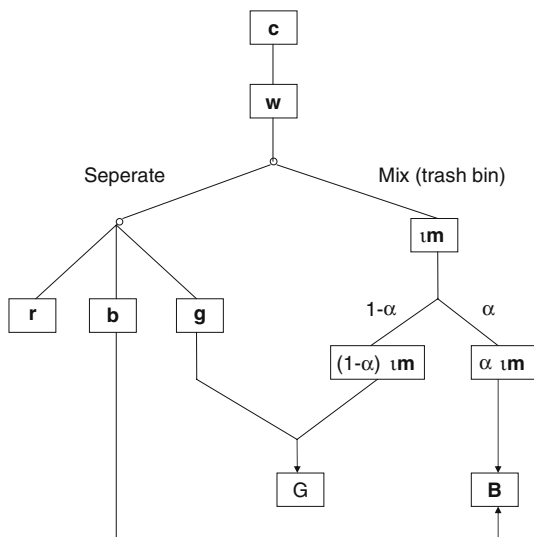 c
w
Seperate
Mix (trash bin)
ιm
1-α
α
r
b
g
(1-α) ιm
α ιm
G
B